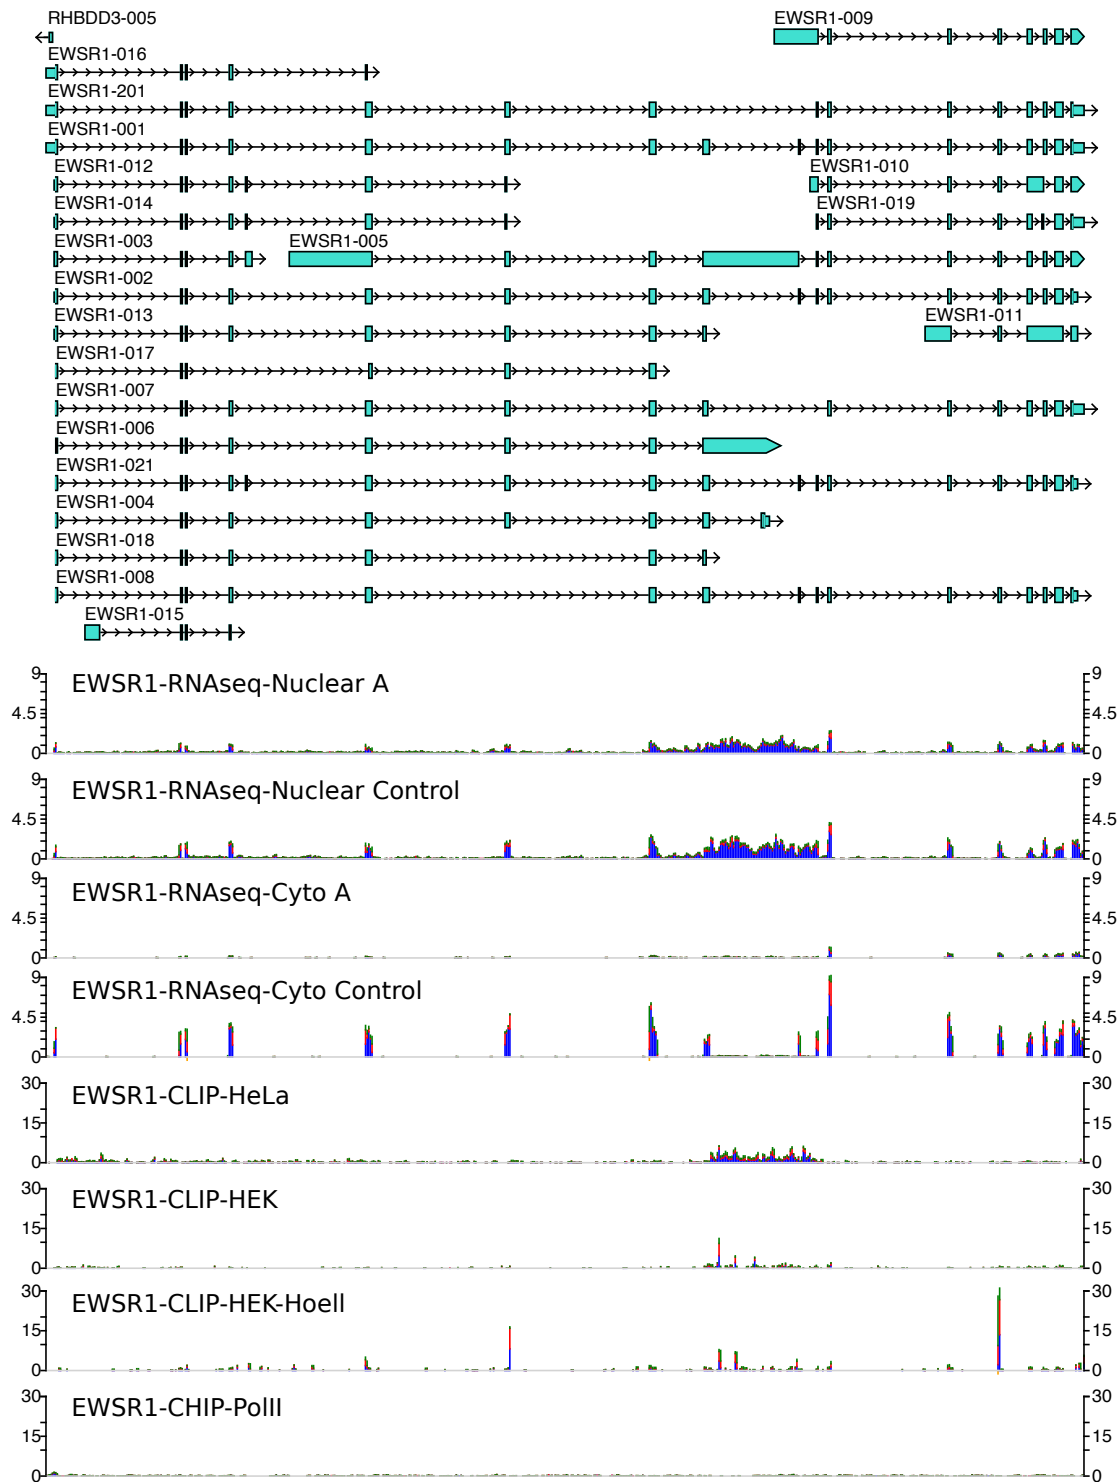 RHBDD3-005 EWSR1-009
EWSR1-016
EWSR1-201
EWSR1-001
EWSR1-012 EWSR1-010
EWSR1-014 EWSR1-019
EWSR1-003 EWSR1-005
EWSR1-002
EWSR1-013 EWSR1-011
EWSR1-017
EWSR1-007
EWSR1-006
EWSR1-021
EWSR1-004
EWSR1-018
EWSR1-008
EWSR1-015
9 EWSR1-RNAseq-Nuclear A 9
4.5 4.5
0 0
9 EWSR1-RNAseq-Nuclear Control 9
4.5 4.5
0 0
9 EWSR1-RNAseq-Cyto A 9
4.5 4.5
0 0
9 EWSR1-RNAseq-Cyto Control 9
4.5 4.5
0 0
30 EWSR1-CLIP-HeLa 30
15 15
0 0
30 EWSR1-CLIP-HEK 30
15 15
0 0
30 EWSR1-CLIP-HEK-Hoell 30
15 15
0 0
30 EWSR1-CHIP-PolII 30
15 15
0 0